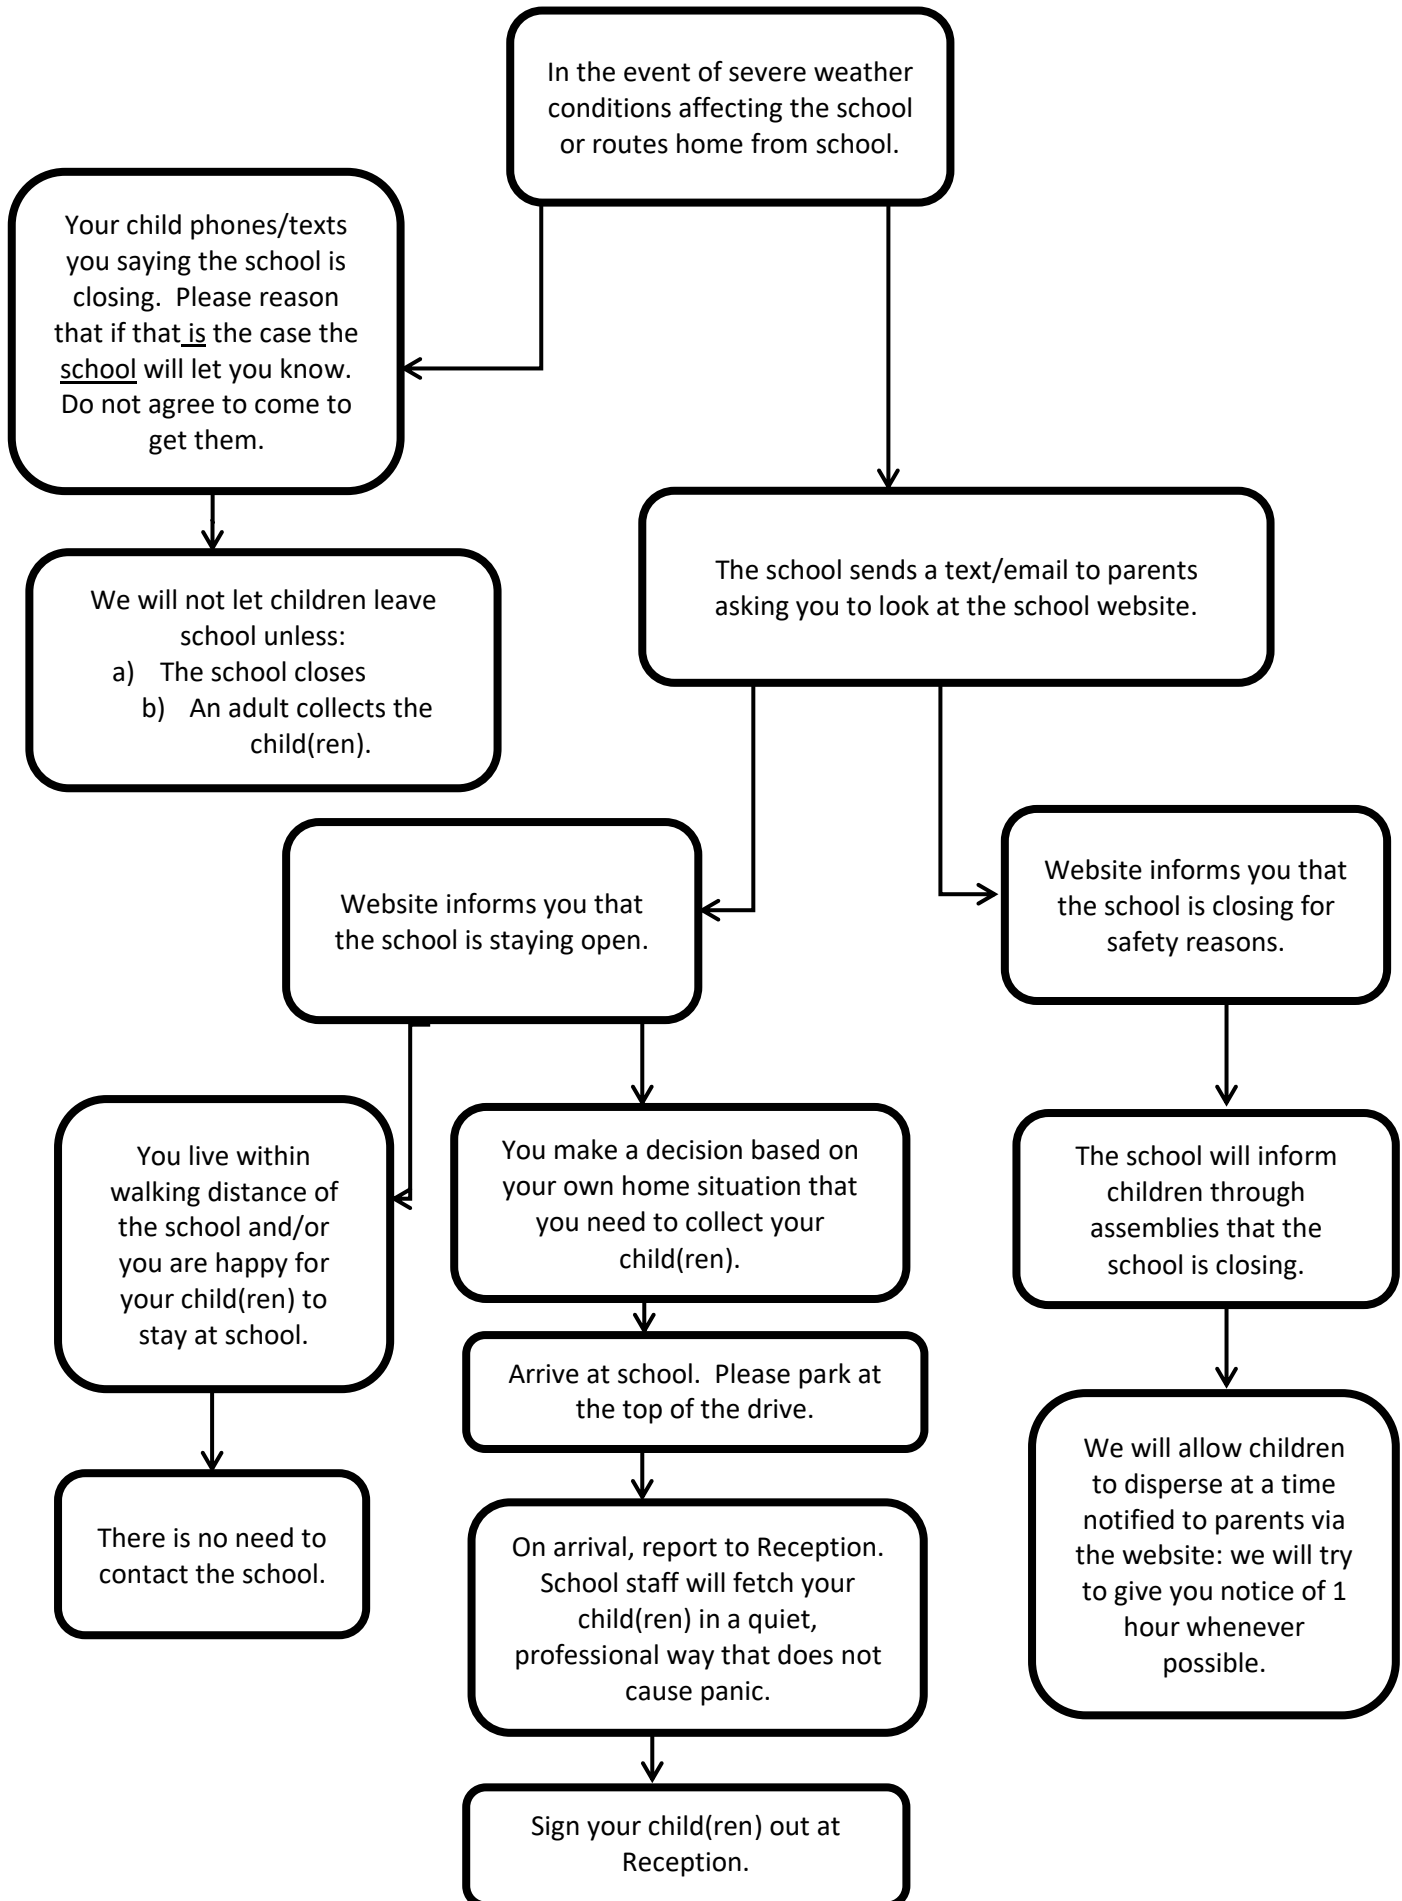 In the event of severe weather
conditions affecting the school
or routes home from school.
Your child phones/texts
you saying the school is
closing.  Please reason
that if that is the case the
school will let you know.
Do not agree to come to
get them.
We will not let children leave
school unless:
a) The school closes
b) An adult collects the
child(ren).
The school sends a text/email to parents
asking you to look at the school website.
Website informs you that
the school is staying open.
Website informs you that
the school is closing for
safety reasons.
You live within
walking distance of
the school and/or
you are happy for
your child(ren) to
stay at school.
There is no need to
contact the school.
You make a decision based on
your own home situation that
you need to collect your
child(ren).
Arrive at school.  Please park at
the top of the drive.
On arrival, report to Reception.
School staff will fetch your
child(ren) in a quiet,
professional way that does not
cause panic.
Sign your child(ren) out at
Reception.
The school will inform
children through
assemblies that the
school is closing.
We will allow children
to disperse at a time
notified to parents via
the website: we will try
to give you notice of 1
hour whenever
possible.